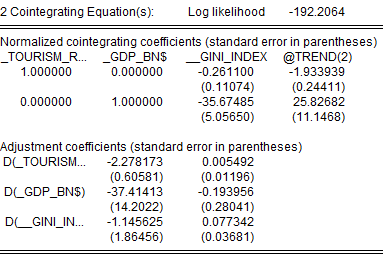 2 Cointegrating Equation(s): Log likelihood -192.2064
Normalized cointegrating coefficients (standard error in parentheses)
_TOURISM_R... _GDP_BN$ __GINI_INDEX @TREND(2)
1.000000 0.000000 -0.261100 -1.933939
(0.11074) (0.24411)
0.000000 1.000000 -35.67485 25.82682
(5.05650) (11.1468)
Adjustment coefficients (standard error in parentheses)
D(_TOURISM... -2.278173 0.005492
(0.60581) (0.01196)
D(_GDP_BN$) -37.41413 -0.193956
(14.2022) (0.28041)
D(__GINI_IN... -1.145625 0.077342
(1.86456) (0.03681)